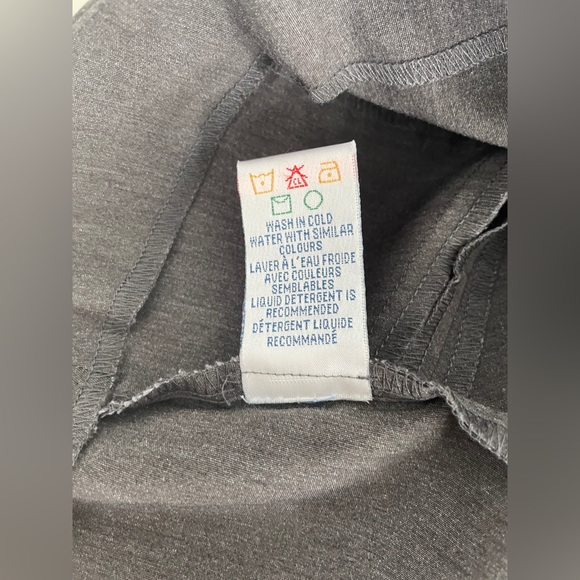 CL
WASH IN COLD
WATER WITH SIMILAR
COLOURS
LAVER À L'EAU FROIDE
AVEC COULEURS
SEMBLABLES
LIQUID DETERGENT IS
RECOMMENDED
DÉTERGENT LIQUIDE
RECOMMANDÉ